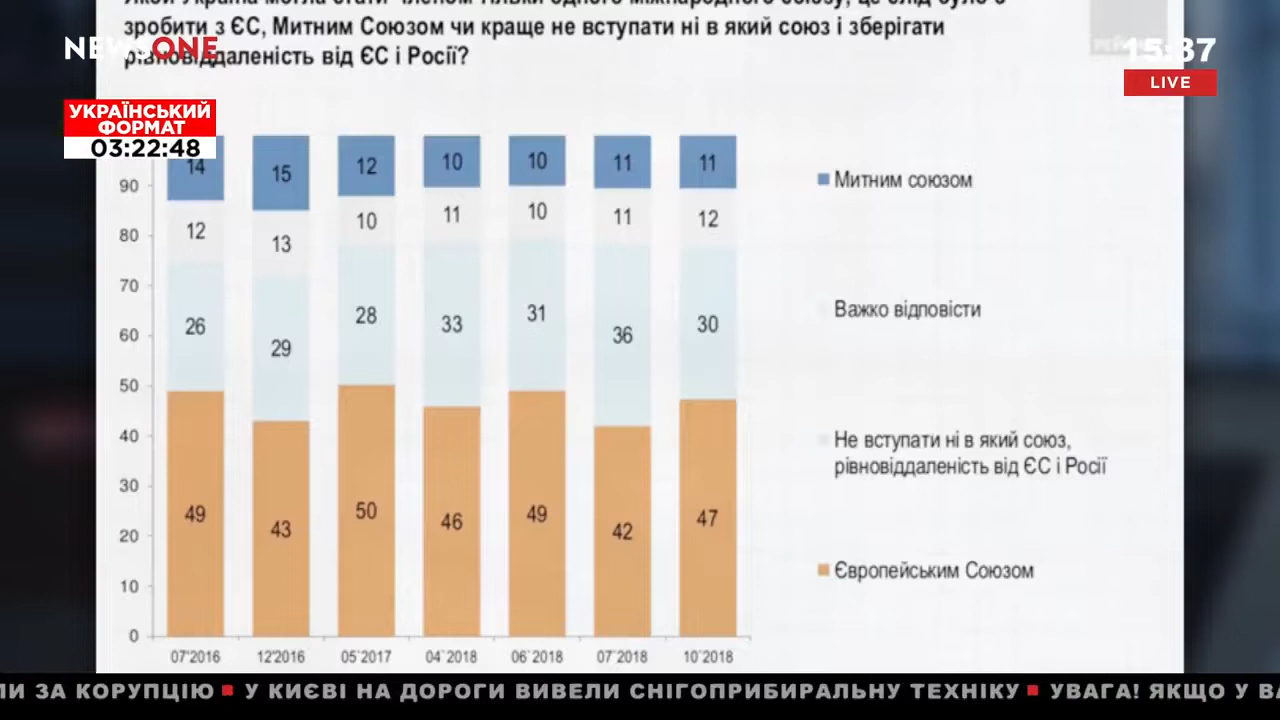 зробити з ЄС, Митним Союзом чи краще не вступати ні в який союз і зберігати
рівновіддаленість від ЄС і Росії?
NEWSONE
15:37
LIVE
УКРАЇНСЬКИЙ
ФОРМАТ
03:22:48
14 15 12 10 10 11 11
12 13 10 11 10 11 12
26 29 28 33 31 36 30
49 43 50 46 49 42 47
90
80
70
60
50
40
30
20
10
0
07'2016 12'2016 05`2017 04`2018 06`2018 07`2018 10`2018
Митним союзом
Важко відповісти
Не вступати ні в який союз,
рівновіддаленість від ЄС і Росії
Європейським Союзом
ЗА КОРУПЦІЮ ▪ У КИЄВІ НА ДОРОГИ ВИВЕЛИ СНІГОПРИБИРАЛЬНУ ТЕХНІКУ ▪ УВАГА! ЯКЩО У